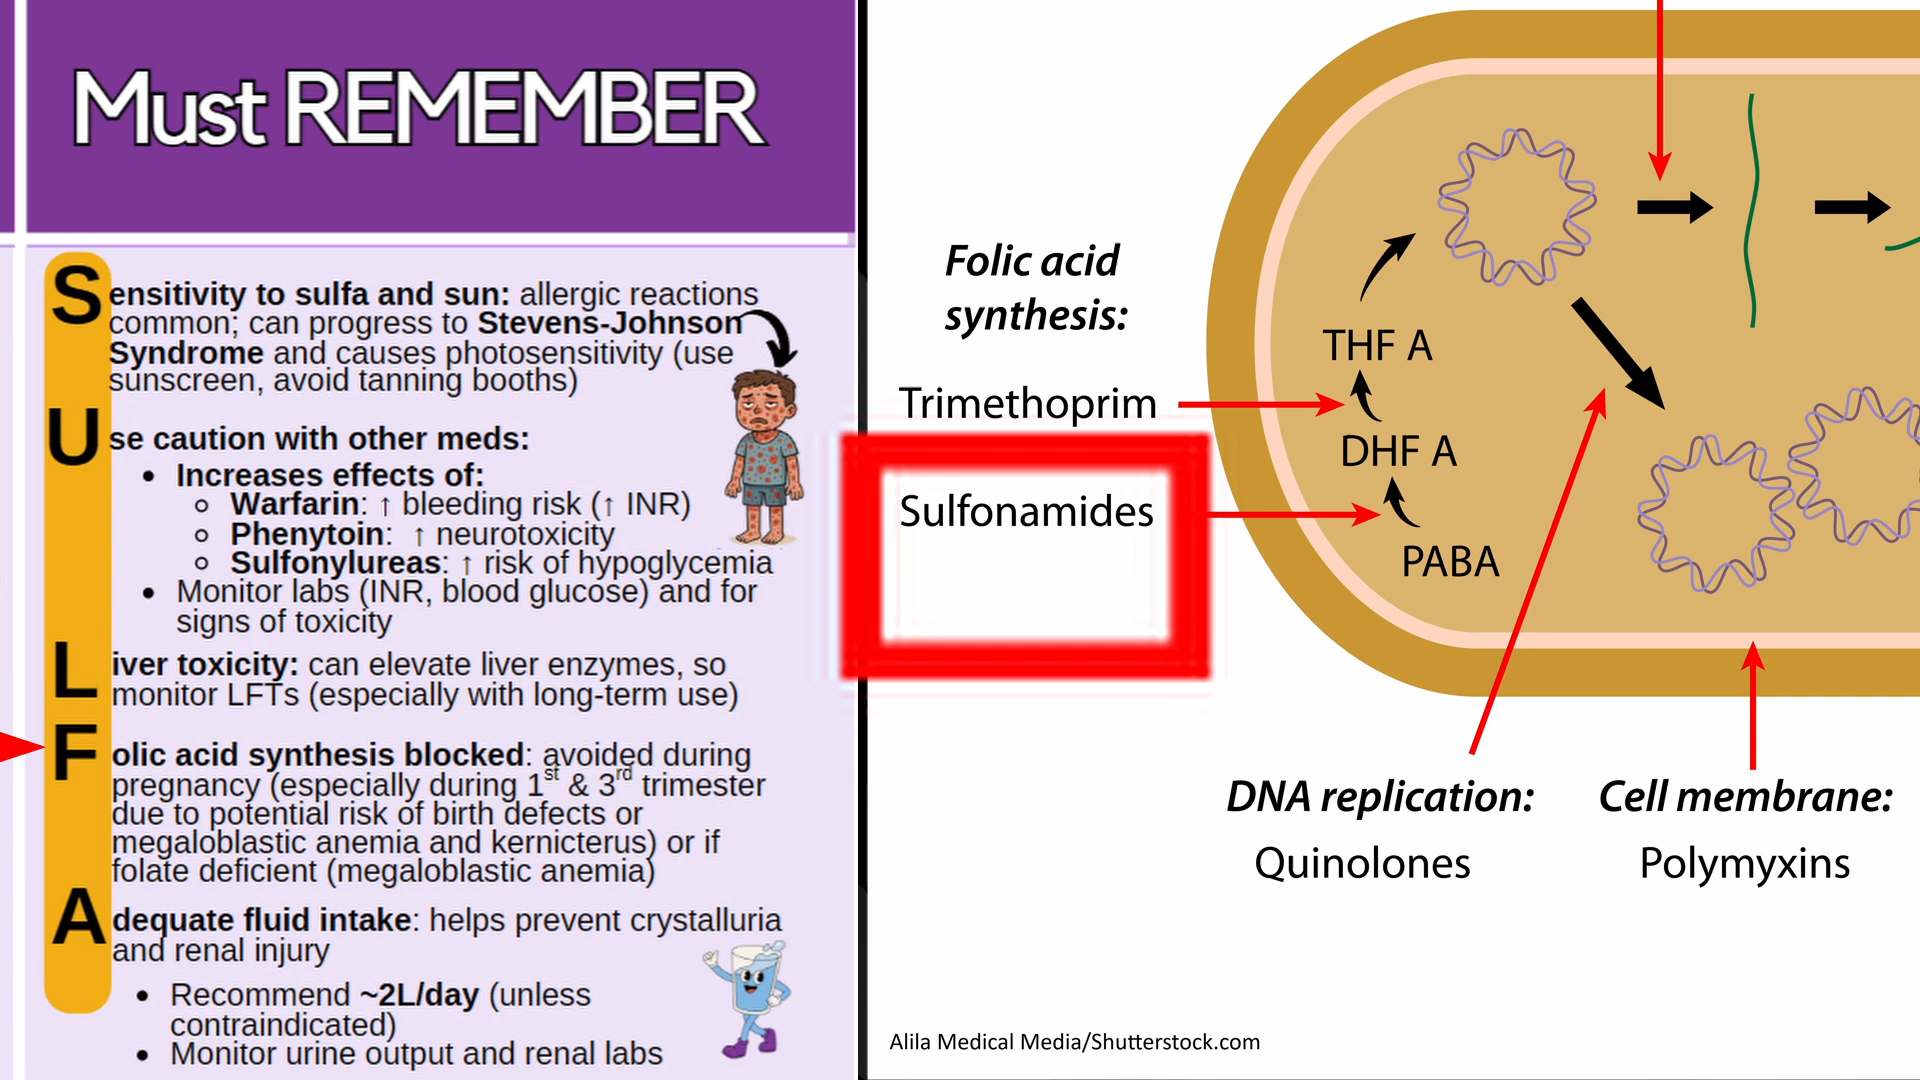 Must REMEMBER
Sensitivity to sulfa and sun: allergic reactions
common; can progress to Stevens-Johnson
Syndrome and causes photosensitivity (use
sunscreen, avoid tanning booths)
Use caution with other meds:
• Increases effects of:
○ Warfarin: ↑ bleeding risk (↑ INR)
○ Phenytoin: ↑ neurotoxicity
○ Sulfonylureas: ↑ risk of hypoglycemia
• Monitor labs (INR, blood glucose) and for
signs of toxicity
Liver toxicity: can elevate liver enzymes, so
monitor LFTs (especially with long-term use)
Folic acid synthesis blocked: avoided during
pregnancy (especially during 1st & 3rd trimester
due to potential risk of birth defects or
megaloblastic anemia and kernicterus) or if
folate deficient (megaloblastic anemia)
Adequate fluid intake: helps prevent crystalluria
and renal injury
• Recommend ~2L/day (unless
contraindicated)
• Monitor urine output and renal labs
Folic acid
synthesis:
Trimethoprim
Sulfonamides
THF A
DHF A
PABA
DNA replication:
Quinolones
Cell membrane:
Polymyxins
Alila Medical Media/Shutterstock.com